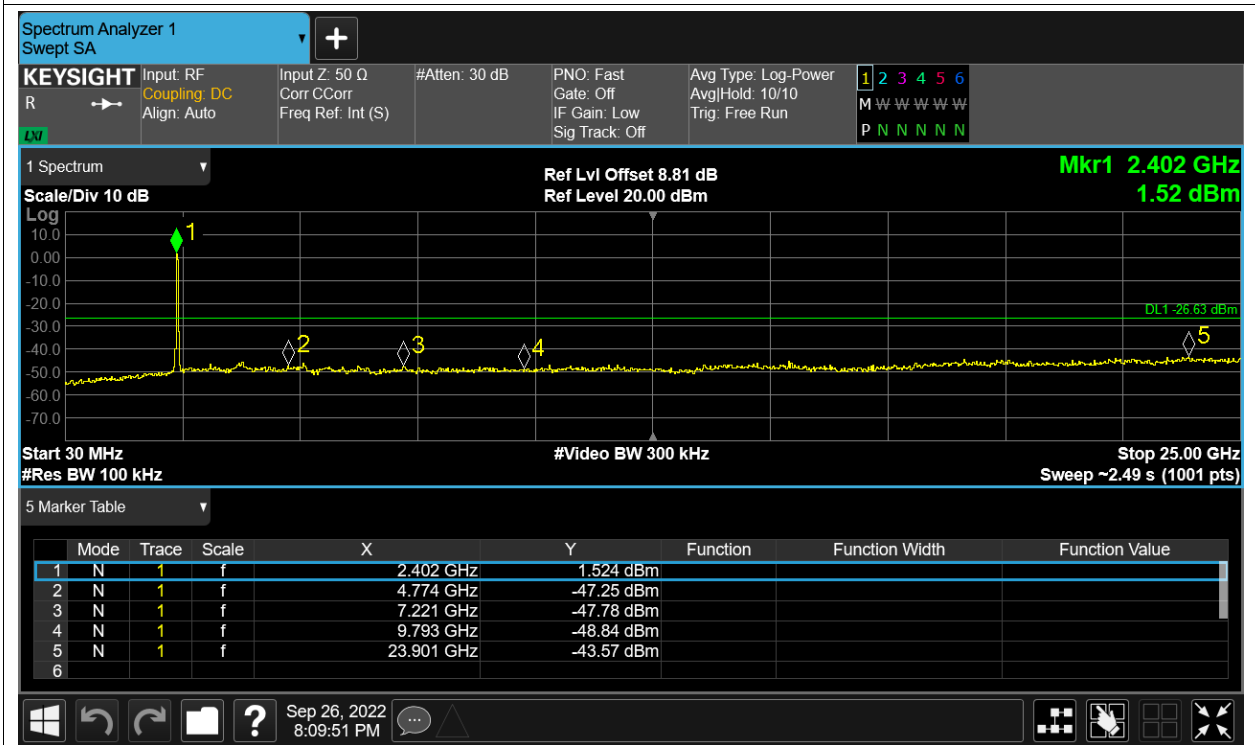 Spectrum Analyzer 1
Swept SA
KEYSIGHT
R
LXI
Input: RF
Coupling: DC
Align: Auto
Input Z: 50 Ω
Corr CCorr
Freq Ref: Int (S)
#Atten: 30 dB
PNO: Fast
Gate: Off
IF Gain: Low
Sig Track: Off
Avg Type: Log-Power
Avg|Hold: 10/10
Trig: Free Run
1 2 3 4 5 6
M W W W W W
P N N N N N
1 Spectrum
Scale/Div 10 dB
Ref Lvl Offset 8.81 dB
Ref Level 20.00 dBm
Mkr1 2.402 GHz
1.52 dBm
Log
10.0
0.00
-10.0
-20.0
-30.0
-40.0
-50.0
-60.0
-70.0
1
2
3
4
5
DL1 -26.63 dBm
Start 30 MHz
#Video BW 300 kHz
Stop 25.00 GHz
#Res BW 100 kHz
Sweep ~2.49 s (1001 pts)
5 Marker Table
Mode Trace Scale X Y Function Function Width Function Value
1 N 1 f 2.402 GHz 1.524 dBm
2 N 1 f 4.774 GHz -47.25 dBm
3 N 1 f 7.221 GHz -47.78 dBm
4 N 1 f 9.793 GHz -48.84 dBm
5 N 1 f 23.901 GHz -43.57 dBm
6
?
Sep 26, 2022
8:09:51 PM